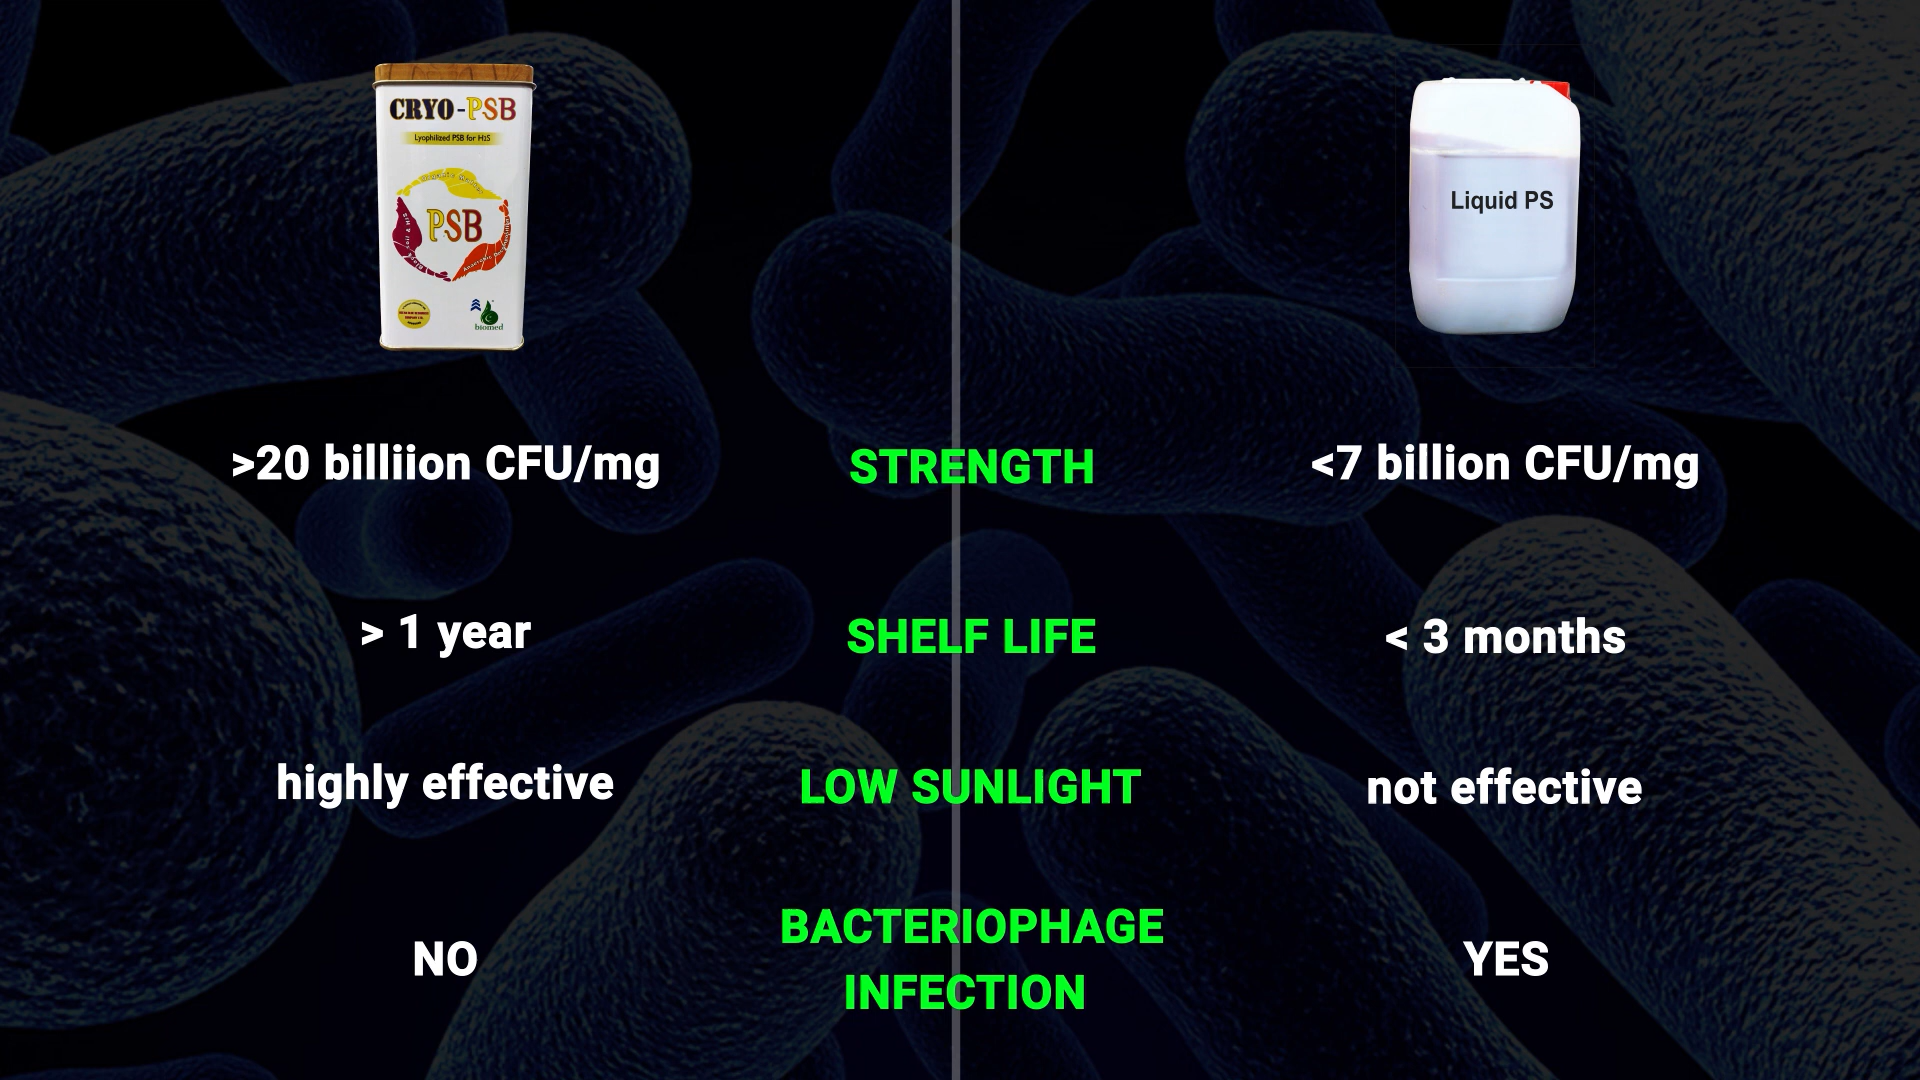 CRYO-PSB
Lyophilized PSB for H2S
PSB
biomed
Liquid PS
>20 billiion CFU/mg
STRENGTH
<7 billion CFU/mg
> 1 year
SHELF LIFE
< 3 months
highly effective
LOW SUNLIGHT
not effective
NO
BACTERIOPHAGE
INFECTION
YES